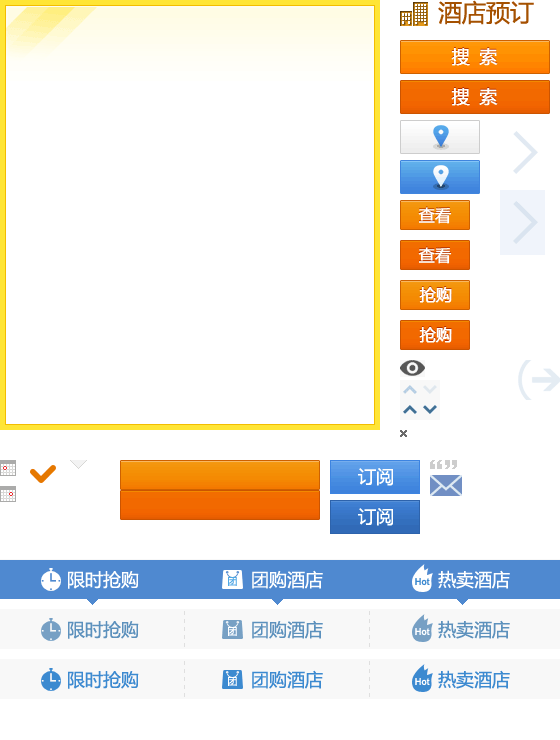 酒店预订
搜 索
搜 索
查看
查看
抢购
抢购
订阅
订阅
限时抢购 团 团购酒店 Hot 热卖酒店
限时抢购 团 团购酒店 Hot 热卖酒店
限时抢购 团 团购酒店 Hot 热卖酒店